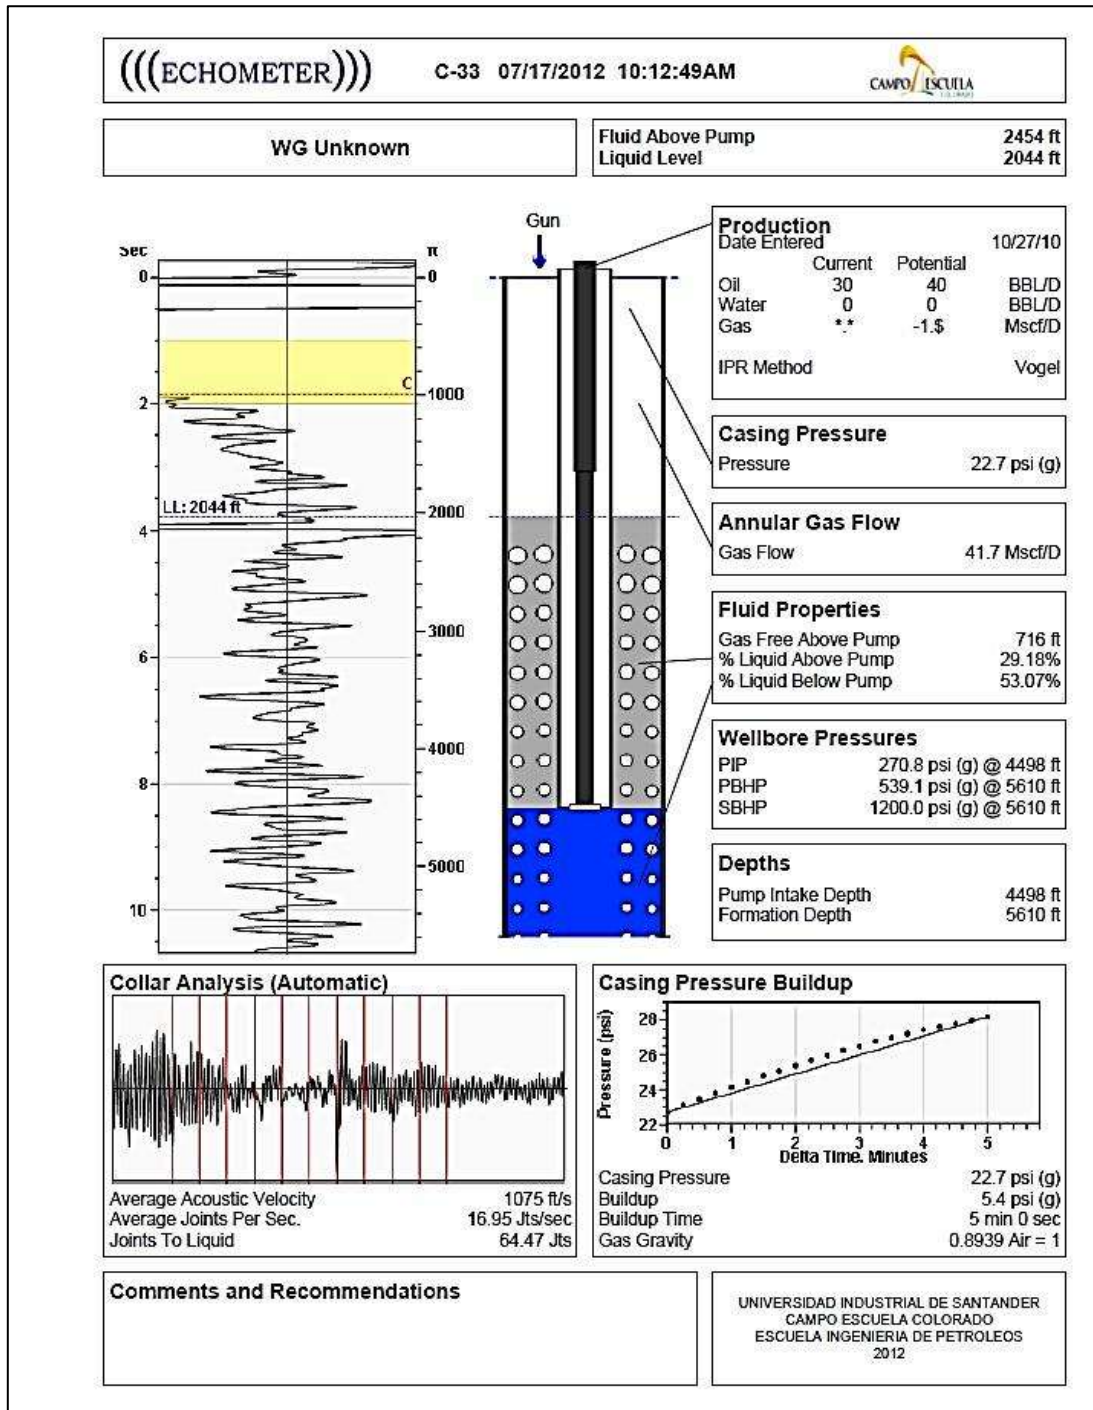 (((ECHOMETER))) C-33 07/17/2012 10:12:49AM CAMPO ESCUELA
WG Unknown
Fluid Above Pump 2454 ft
Liquid Level 2044 ft
Sec ft
0 0
C 1000
2
LL: 2044 ft 2000
4
3000
6
4000
8
5000
10
Gun
Production
Date Entered 10/27/10
Current Potential
Oil 30 40 BBL/D
Water 0 0 BBL/D
Gas *.* -1.$ Mscf/D
IPR Method Vogel
Casing Pressure
Pressure 22.7 psi (g)
Annular Gas Flow
Gas Flow 41.7 Mscf/D
Fluid Properties
Gas Free Above Pump 716 ft
% Liquid Above Pump 29.18%
% Liquid Below Pump 53.07%
Wellbore Pressures
PIP 270.8 psi (g) @ 4498 ft
PBHP 539.1 psi (g) @ 5610 ft
SBHP 1200.0 psi (g) @ 5610 ft
Depths
Pump Intake Depth 4498 ft
Formation Depth 5610 ft
Collar Analysis (Automatic)
Average Acoustic Velocity 1075 ft/s
Average Joints Per Sec. 16.95 Jts/sec
Joints To Liquid 64.47 Jts
Casing Pressure Buildup
Pressure (psi)
28
26
24
22
0 1 2 3 4 5
Delta Time. Minutes
Casing Pressure 22.7 psi (g)
Buildup 5.4 psi (g)
Buildup Time 5 min 0 sec
Gas Gravity 0.8939 Air = 1
Comments and Recommendations
UNIVERSIDAD INDUSTRIAL DE SANTANDER
CAMPO ESCUELA COLORADO
ESCUELA INGENIERIA DE PETROLEOS
2012